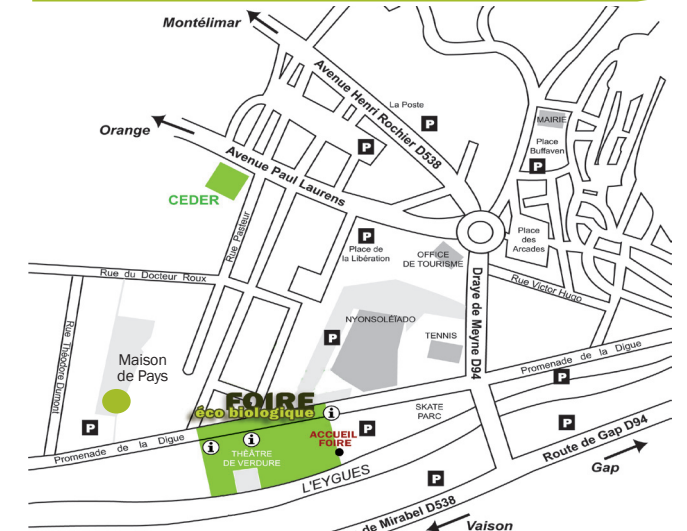 Montélimar
Avenue Henri Rochier D538
La Poste
P
MAIRIE
Place
Buffaven
P
Orange
P
Avenue Paul Laurens
CEDER
Rue Pasteur
P
Place de
la Libération
OFFICE
DE TOURISME
Place
des
Arcades
Rue du Docteur Roux
Draye de Meyne D94
Rue Victor Hugo
NYONSOLEÏADO
TENNIS
P
Rue Théodore Dumont
Maison
de Pays
Promenade de la Digue
P
FOIRE
éco biologique
i
SKATE
PARC
P
P
P
ACCUEIL
FOIRE
i
i
THÉÂTRE
DE VERDURE
Promenade de la Digue
Route de Gap D94
Gap
L'EYGUES
P
de Mirabel D538
Vaison